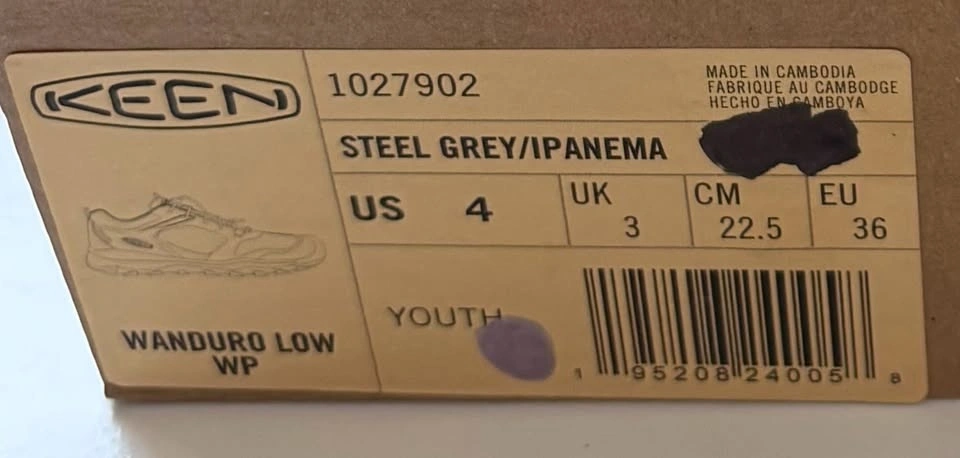 KEEN
1027902
MADE IN CAMBODIA
FABRIQUE AU CAMBODGE
HECHO EN CAMBOYA
STEEL GREY/IPANEMA
US 4
UK 3
CM 22.5
EU 36
WANDURO LOW
WP
YOUTH
1 95208 24005 8